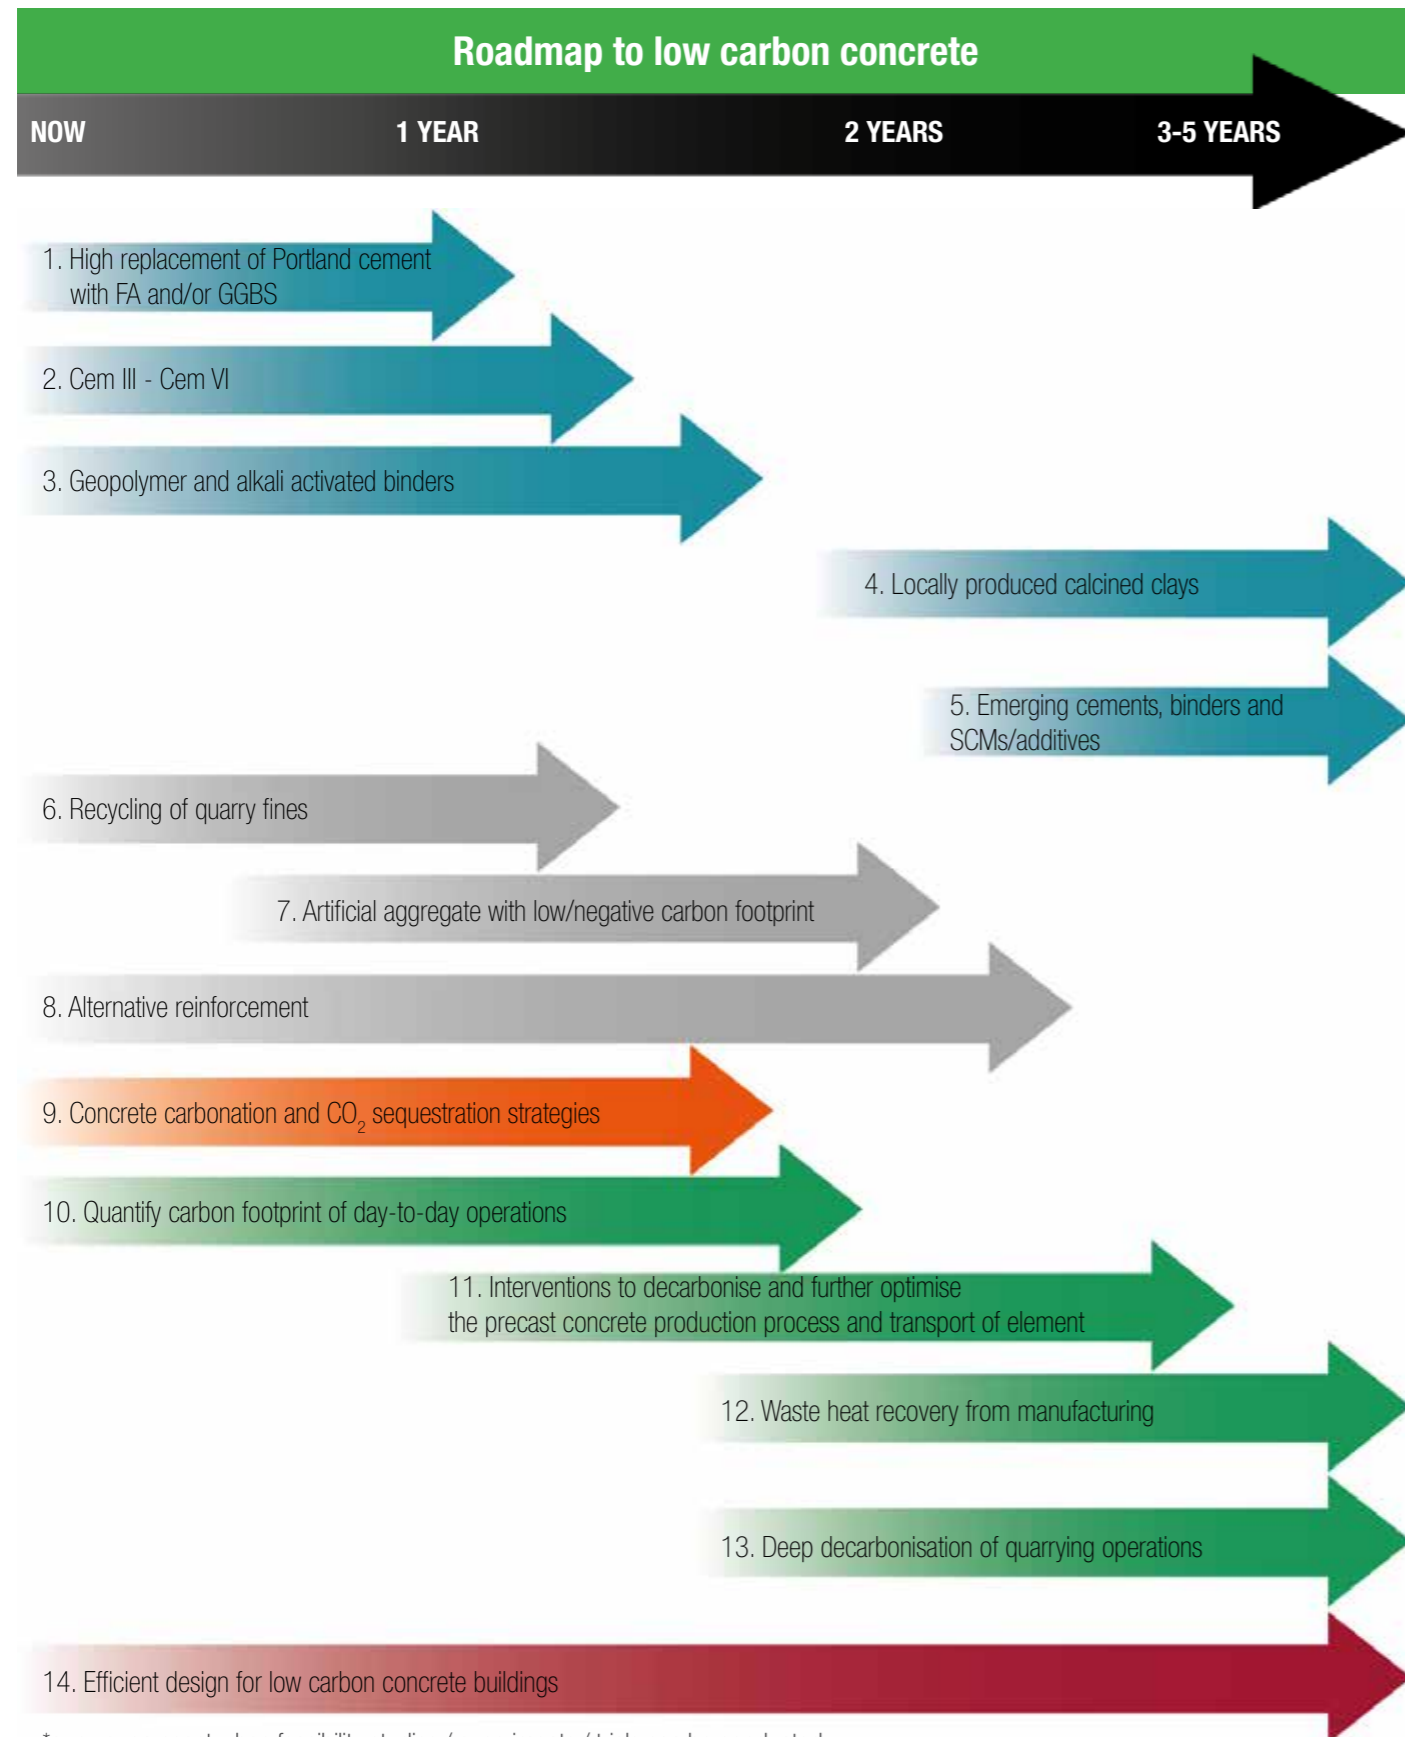 Roadmap to low carbon concrete
NOW 1 YEAR 2 YEARS 3-5 YEARS
1. High replacement of Portland cement
with FA and/or GGBS
2. Cem III - Cem VI
3. Geopolymer and alkali activated binders
4. Locally produced calcined clays
5. Emerging cements, binders and
SCMs/additives
6. Recycling of quarry fines
7. Artificial aggregate with low/negative carbon footprint
8. Alternative reinforcement
9. Concrete carbonation and CO₂ sequestration strategies
10. Quantify carbon footprint of day-to-day operations
11. Interventions to decarbonise and further optimise
the precast concrete production process and transport of element
12. Waste heat recovery from manufacturing
13. Deep decarbonisation of quarrying operations
14. Efficient design for low carbon concrete buildings